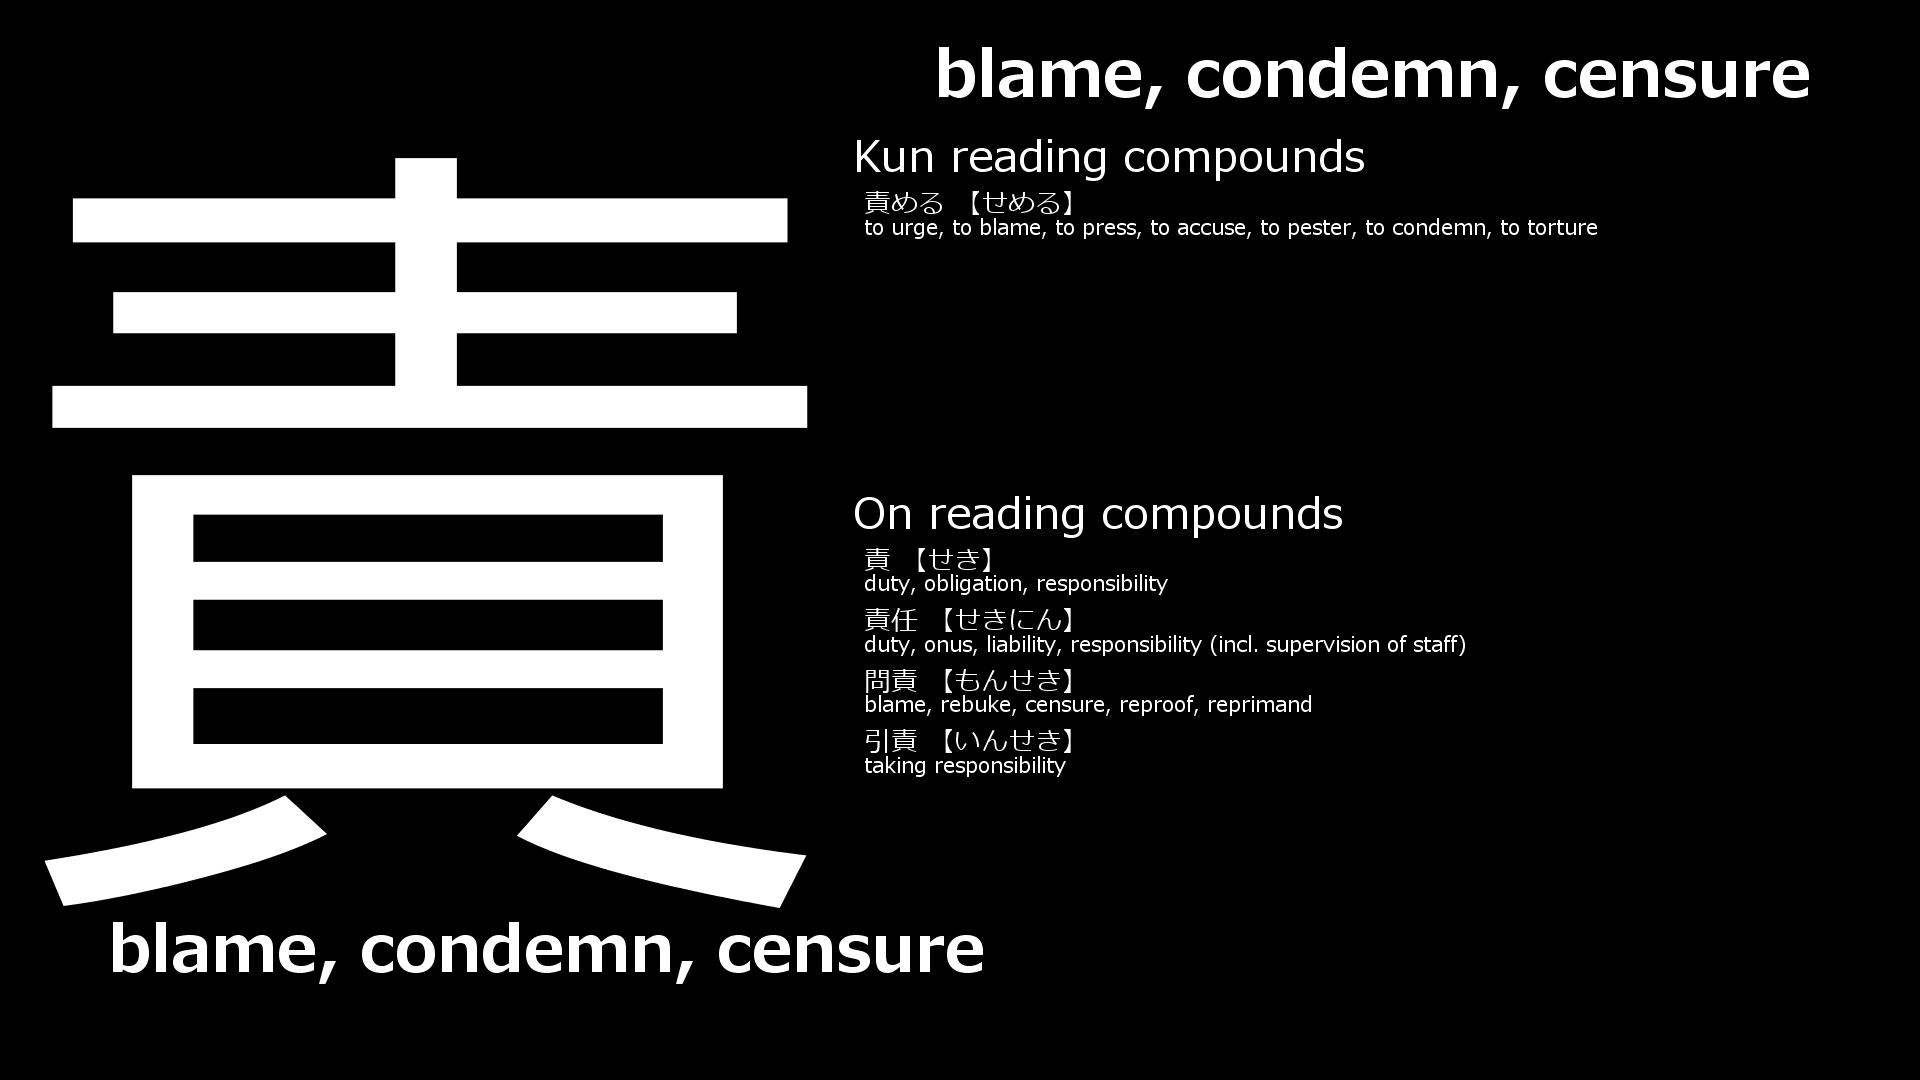 責
blame, condemn, censure
blame, condemn, censure
Kun reading compounds
責める 【せめる】
to urge, to blame, to press, to accuse, to pester, to condemn, to torture
On reading compounds
責 【せき】
duty, obligation, responsibility
責任 【せきにん】
duty, onus, liability, responsibility (incl. supervision of staff)
問責 【もんせき】
blame, rebuke, censure, reproof, reprimand
引責 【いんせき】
taking responsibility